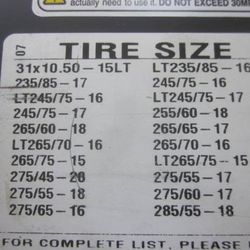 actually need to use it. DO NOT EXCEED 30M
07
TIRE SIZE
31x10.50-15LT LT235/85-16
235/85-17 245/75-16
LT245/75-16 LT245/75-17
245/75-17 255/60-18
265/60-18 265/70-17
LT265/70-16 265/70-16
265/75-15 LT265/75-15
275/45-20 275/55-17
275/55-18 275/60-17
275/65-16 285/55-18
FOR COMPLETE LIST, PLEASE